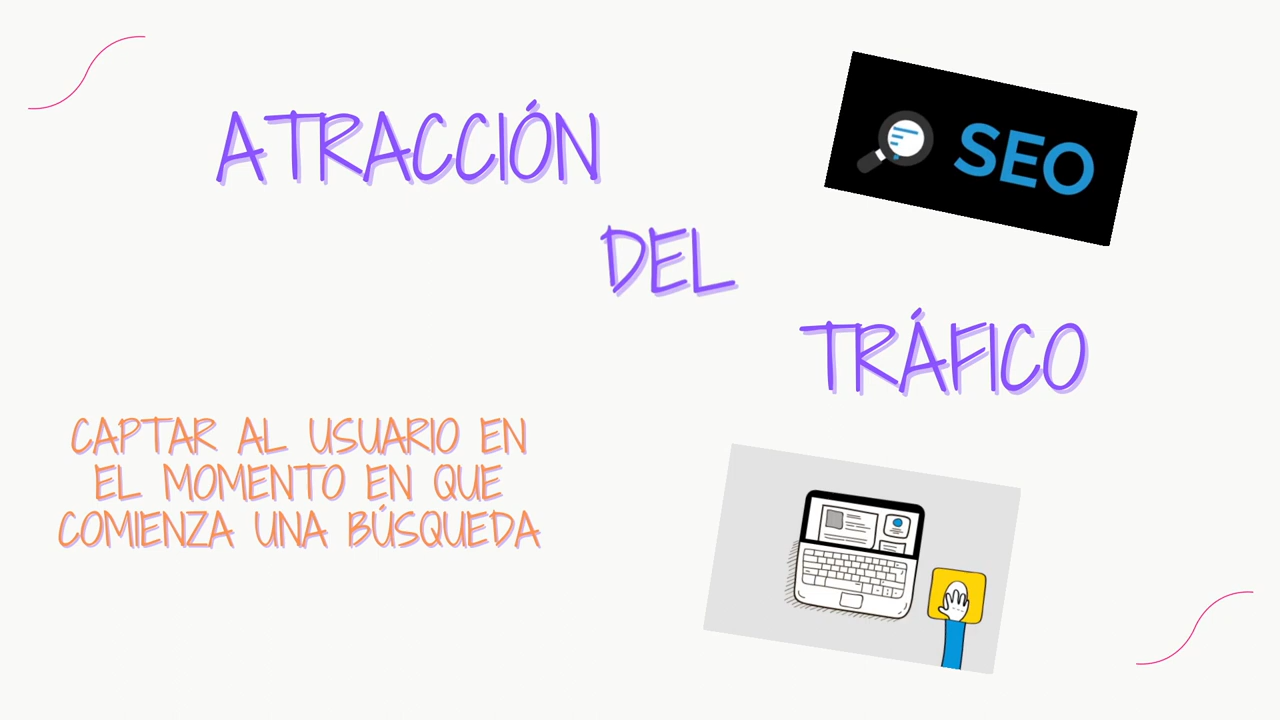 ATRACCIÓN
DEL
TRÁFICO
SEO
CAPTAR AL USUARIO EN
EL MOMENTO EN QUE
COMIENZA UNA BÚSQUEDA